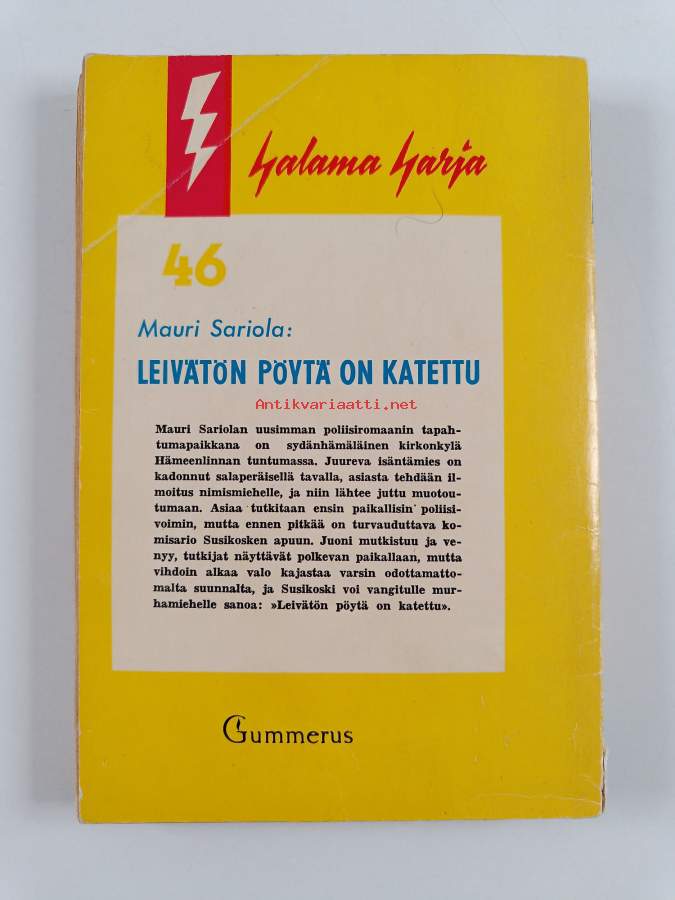 Salama Sarja
46
Mauri Sariola:
LEIVÄTÖN PÖYTÄ ON KATETTU
Antikvariaatti.net
Mauri Sariolan uusimman poliisiromaanin tapah-
tumapaikkana on sydänhämäläinen kirkonkylä
Hämeenlinnan tuntumassa. Juureva isäntämies on
kadonnut salaperäisellä tavalla, asiasta tehdään il-
moitus nimismiehelle, ja niin lähtee juttu muotou-
tumaan. Asiaa tutkitaan ensin paikallisin poliisi-
voimin, mutta ennen pitkää on turvauduttava ko-
misario Susikosken apuun. Juoni mutkistuu ja ve-
nyy, tutkijat näyttävät polkevan paikallaan, mutta
vihdoin alkaa valo kajastaa varsin odottamatto-
malta suunnalta, ja Susikoski voi vangitulle mur-
hamiehelle sanoa: »Leivätön pöytä on katettu».
Gummerus